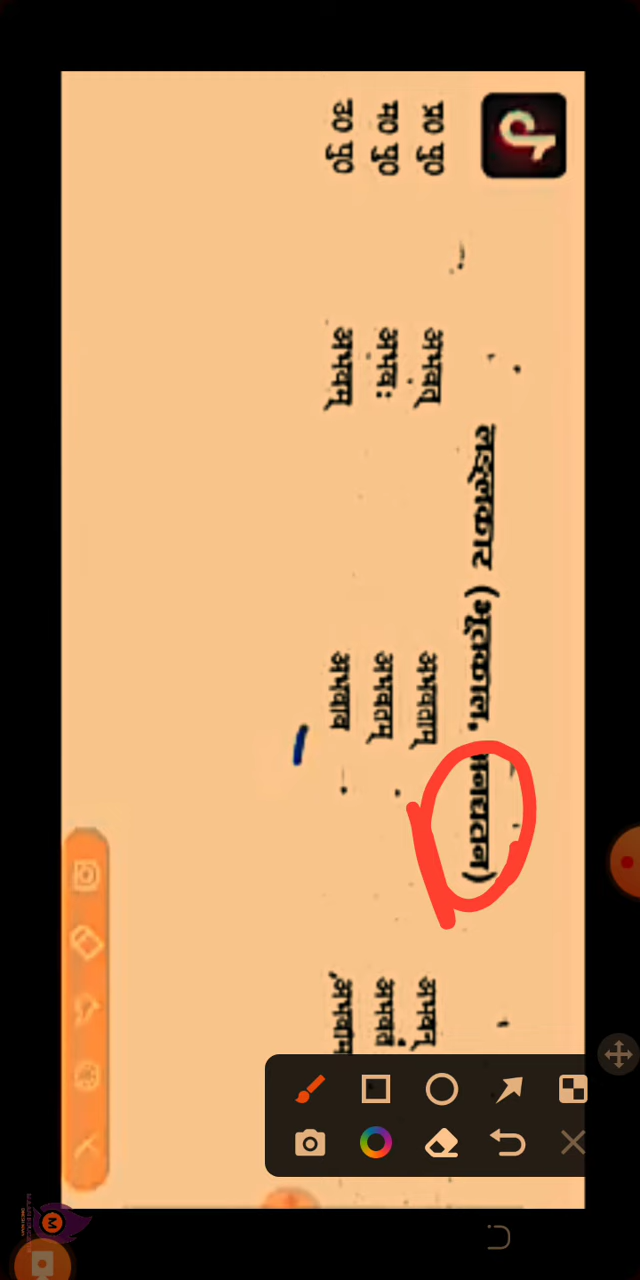 लङ्लकार (भूतकाल, अनद्यतन)
प्र० पु० अभवत् अभवताम् अभवन्
म० पु० अभवः अभवतम् अभवत
उ० पु० अभवम् अभवाव अभवाम